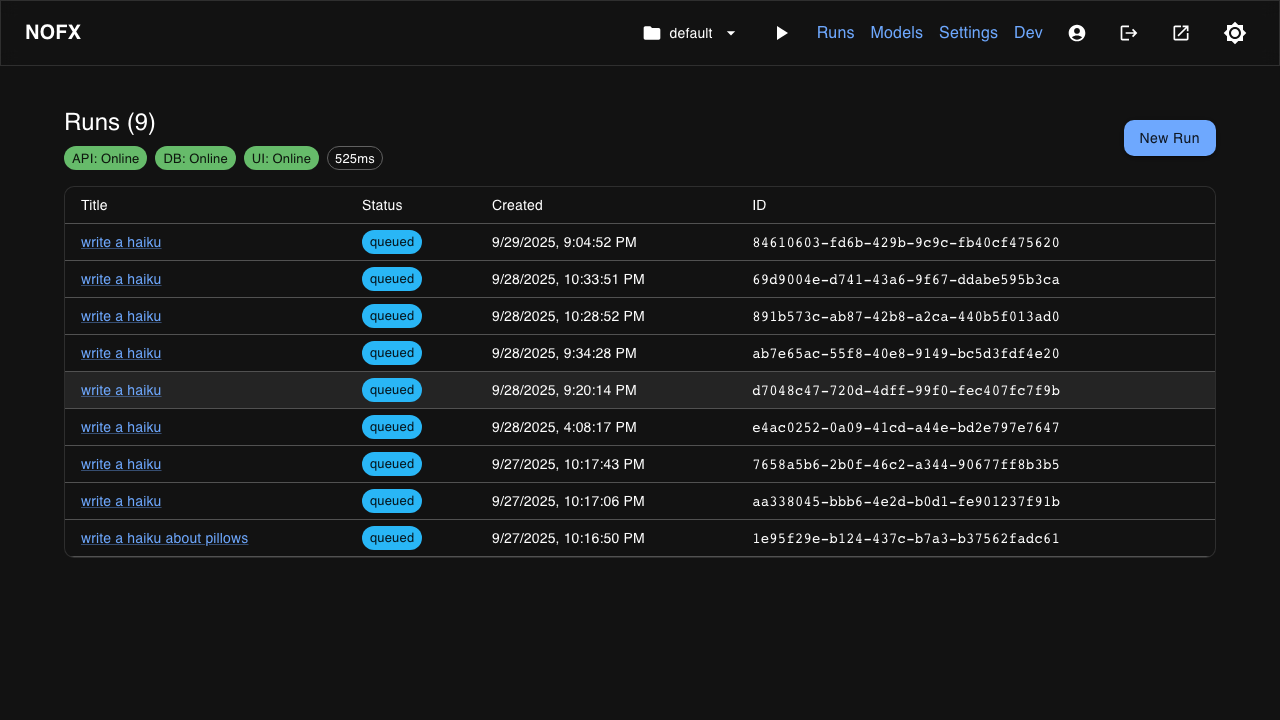 NOFX default Runs Models Settings Dev
Runs (9)
API: Online DB: Online UI: Online 525ms
New Run
Title Status Created ID
write a haiku queued 9/29/2025, 9:04:52 PM 84610603-fd6b-429b-9c9c-fb40cf475620
write a haiku queued 9/28/2025, 10:33:51 PM 69d9004e-d741-43a6-9f67-ddabe595b3ca
write a haiku queued 9/28/2025, 10:28:52 PM 891b573c-ab87-42b8-a2ca-440b5f013ad0
write a haiku queued 9/28/2025, 9:34:28 PM ab7e65ac-55f8-40e8-9149-bc5d3fdf4e20
write a haiku queued 9/28/2025, 9:20:14 PM d7048c47-720d-4dff-99f0-fec407fc7f9b
write a haiku queued 9/28/2025, 4:08:17 PM e4ac0252-0a09-41cd-a44e-bd2e797e7647
write a haiku queued 9/27/2025, 10:17:43 PM 7658a5b6-2b0f-46c2-a344-90677ff8b3b5
write a haiku queued 9/27/2025, 10:17:06 PM aa338045-bbb6-4e2d-b0d1-fe901237f91b
write a haiku about pillows queued 9/27/2025, 10:16:50 PM 1e95f29e-b124-437c-b7a3-b37562fadc61